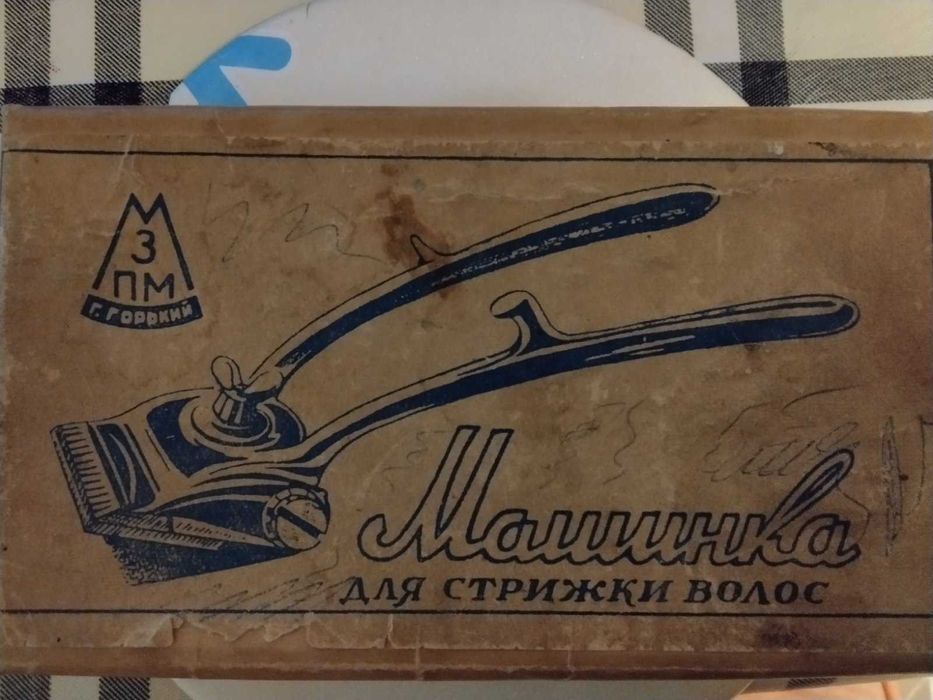 М
З
ПМ
Г. ГОРЬКИЙ
Машинка
ДЛЯ СТРИЖКИ ВОЛОС